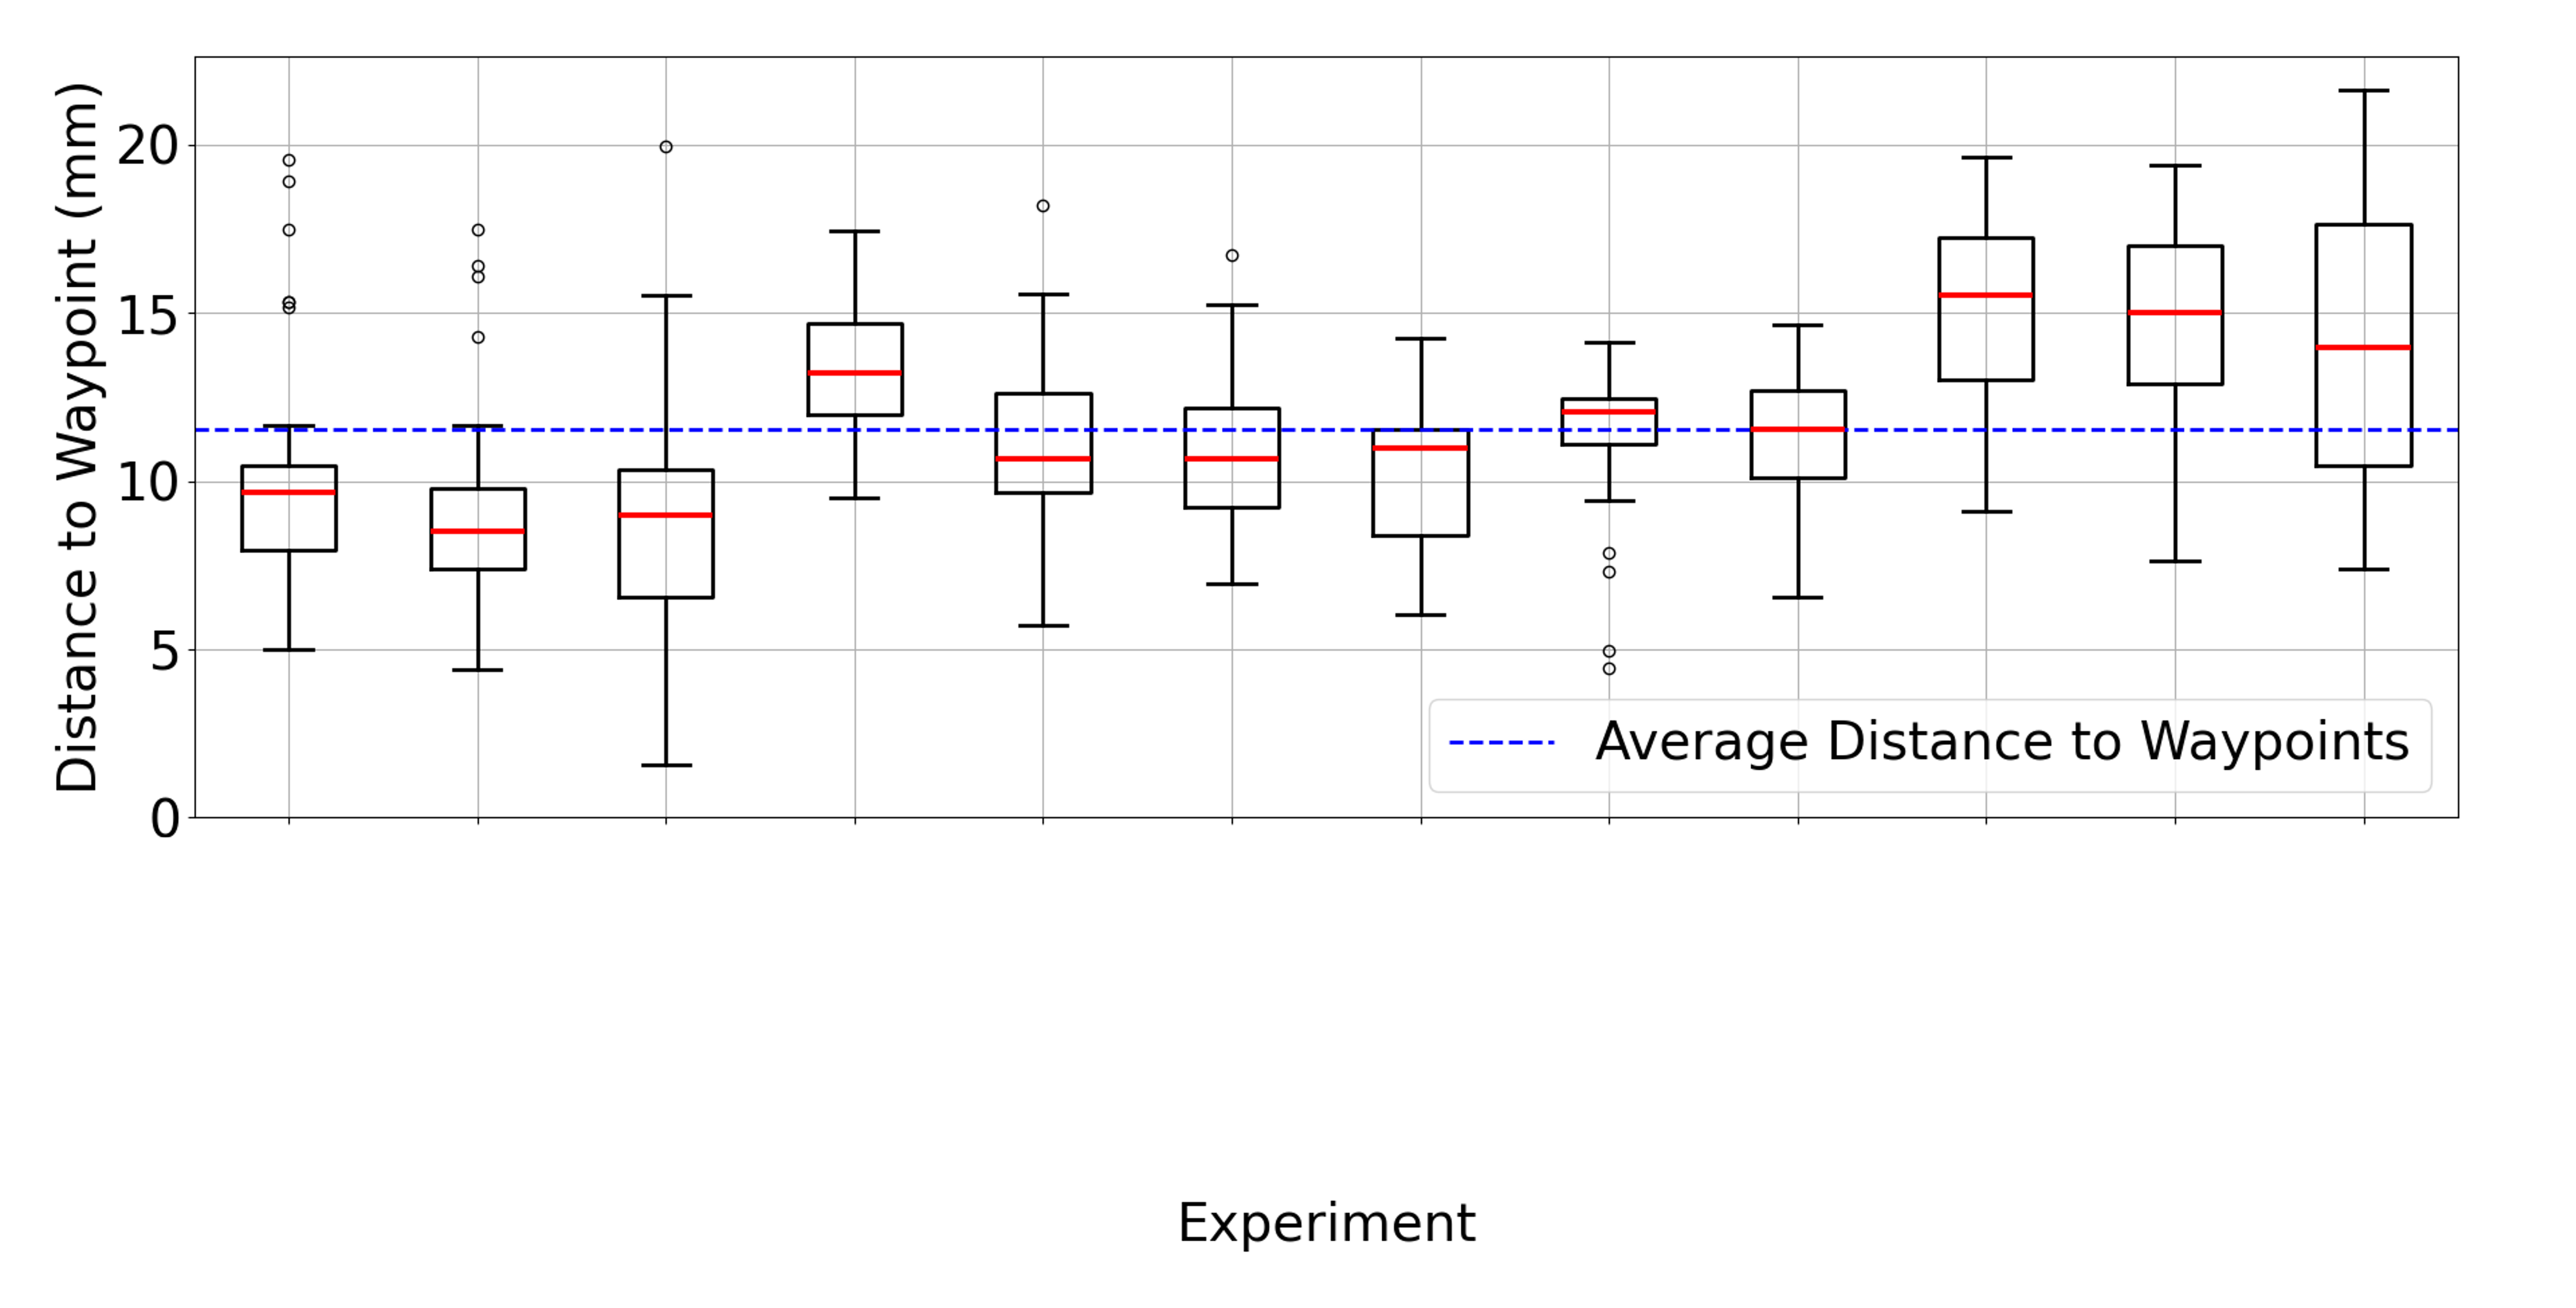 Distance to Waypoint (mm)
20
15
10
5
0
Average Distance to Waypoints
Experiment